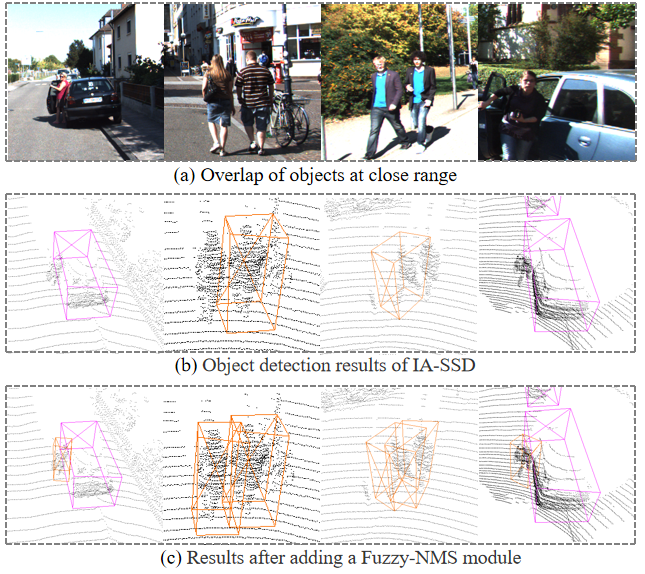 (a) Overlap of objects at close range
(b) Object detection results of IA-SSD
(c) Results after adding a Fuzzy-NMS module